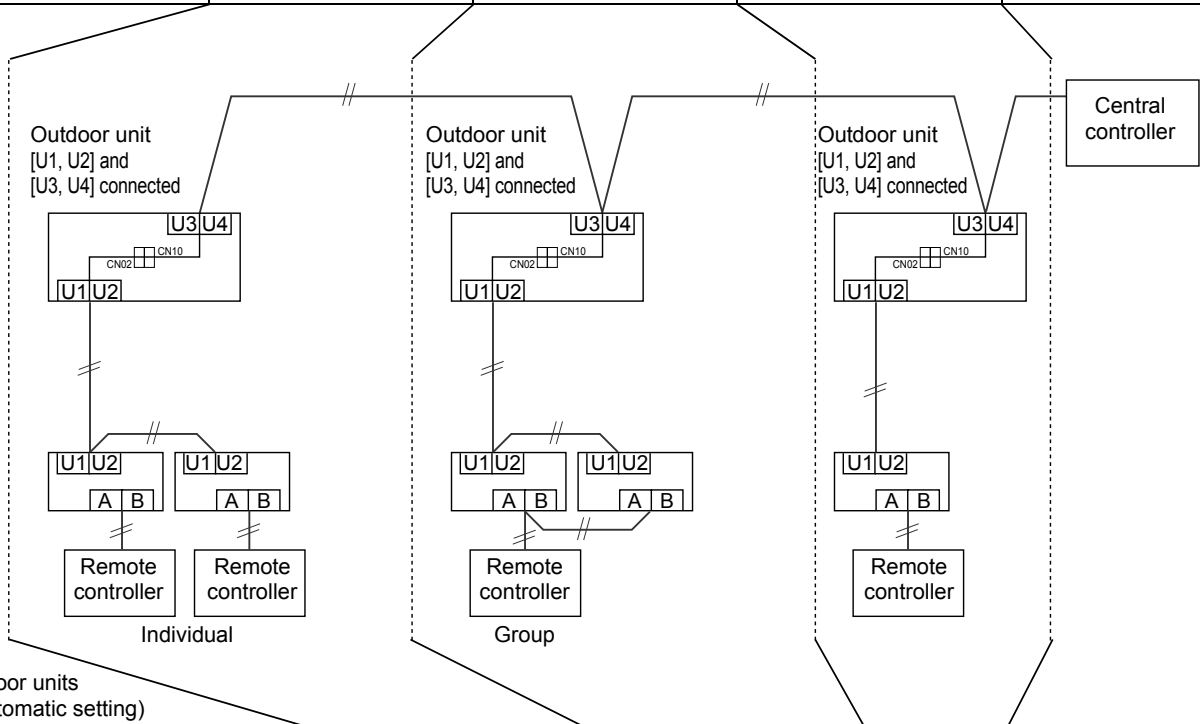 Central
controller
Outdoor unit
[U1, U2] and
[U3, U4] connected
Outdoor unit
[U1, U2] and
[U3, U4] connected
Outdoor unit
[U1, U2] and
[U3, U4] connected
U3 U4
U3 U4
U3 U4
CN02 CN10
CN02 CN10
CN02 CN10
U1 U2
U1 U2
U1 U2
U1 U2
U1 U2
U1 U2
U1 U2
U1 U2
A B
A B
A B
A B
A B
Remote
controller
Remote
controller
Remote
controller
Remote
controller
Individual
Group
units
setting)